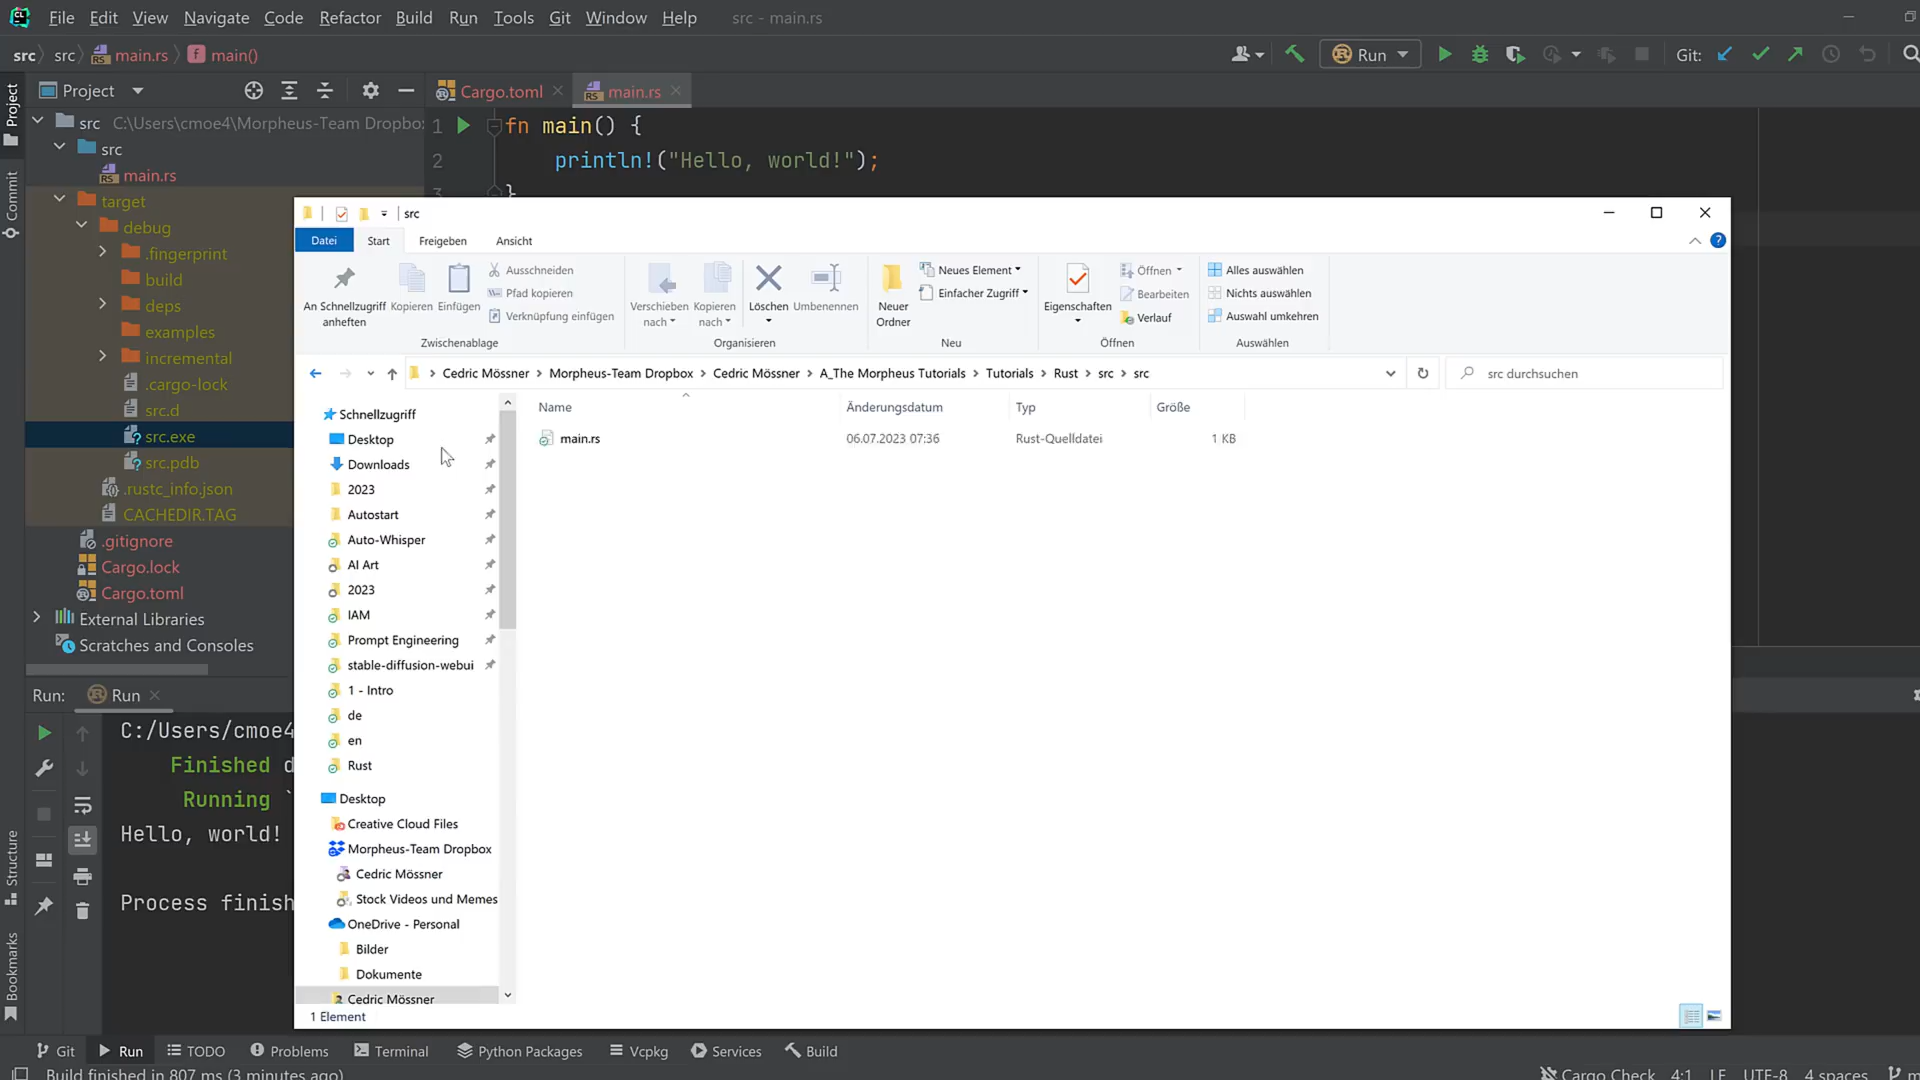 File Edit View Navigate Code Refactor Build Run Tools Git Window Help src - main.rs
src src main.rs main() Run Git:
Project Cargo.toml main.rs
Project
Commit
src C:\Users\cmoe4\Morpheus-Team Dropbo
src
main.rs
target
debug
.fingerprint
build
deps
examples
incremental
.cargo-lock
src.d
src.exe
src.pdb
.rustc_info.json
CACHEDIR.TAG
.gitignore
Cargo.lock
Cargo.toml
External Libraries
Scratches and Consoles
1 fn main() {
2 println!("Hello, world!");
3 }
src
Datei Start Freigeben Ansicht
An Schnellzugriff anheften
Kopieren
Einfügen
Ausschneiden
Pfad kopieren
Verknüpfung einfügen
Zwischenablage
Verschieben nach
Kopieren nach
Löschen
Umbenennen
Organisieren
Neuer Ordner
Neues Element
Einfacher Zugriff
Neu
Eigenschaften
Öffnen
Bearbeiten
Verlauf
Öffnen
Alles auswählen
Nichts auswählen
Auswahl umkehren
Auswählen
Cedric Mössner Morpheus-Team Dropbox Cedric Mössner A_The Morpheus Tutorials Tutorials Rust src src
src durchsuchen
Name Änderungsdatum Typ Größe
main.rs 06.07.2023 07:36 Rust-Quelldatei 1 KB
Schnellzugriff
Desktop
Downloads
2023
Autostart
Auto-Whisper
AI Art
2023
IAM
Prompt Engineering
stable-diffusion-webui
1 - Intro
de
en
Rust
Desktop
Creative Cloud Files
Morpheus-Team Dropbox
Cedric Mössner
Stock Videos und Memes
OneDrive - Personal
Bilder
Dokumente
Cedric Mössner
1 Element
Run: Run
C:/Users/cmoe4
Finished d
Running `
Hello, world!
Process finish
Structure
Bookmarks
Git Run TODO Problems Terminal Python Packages Vcpkg Services Build
Build finished in 807 ms (3 minutes ago) Cargo Check 4:1 LF UTF-8 4 spaces m